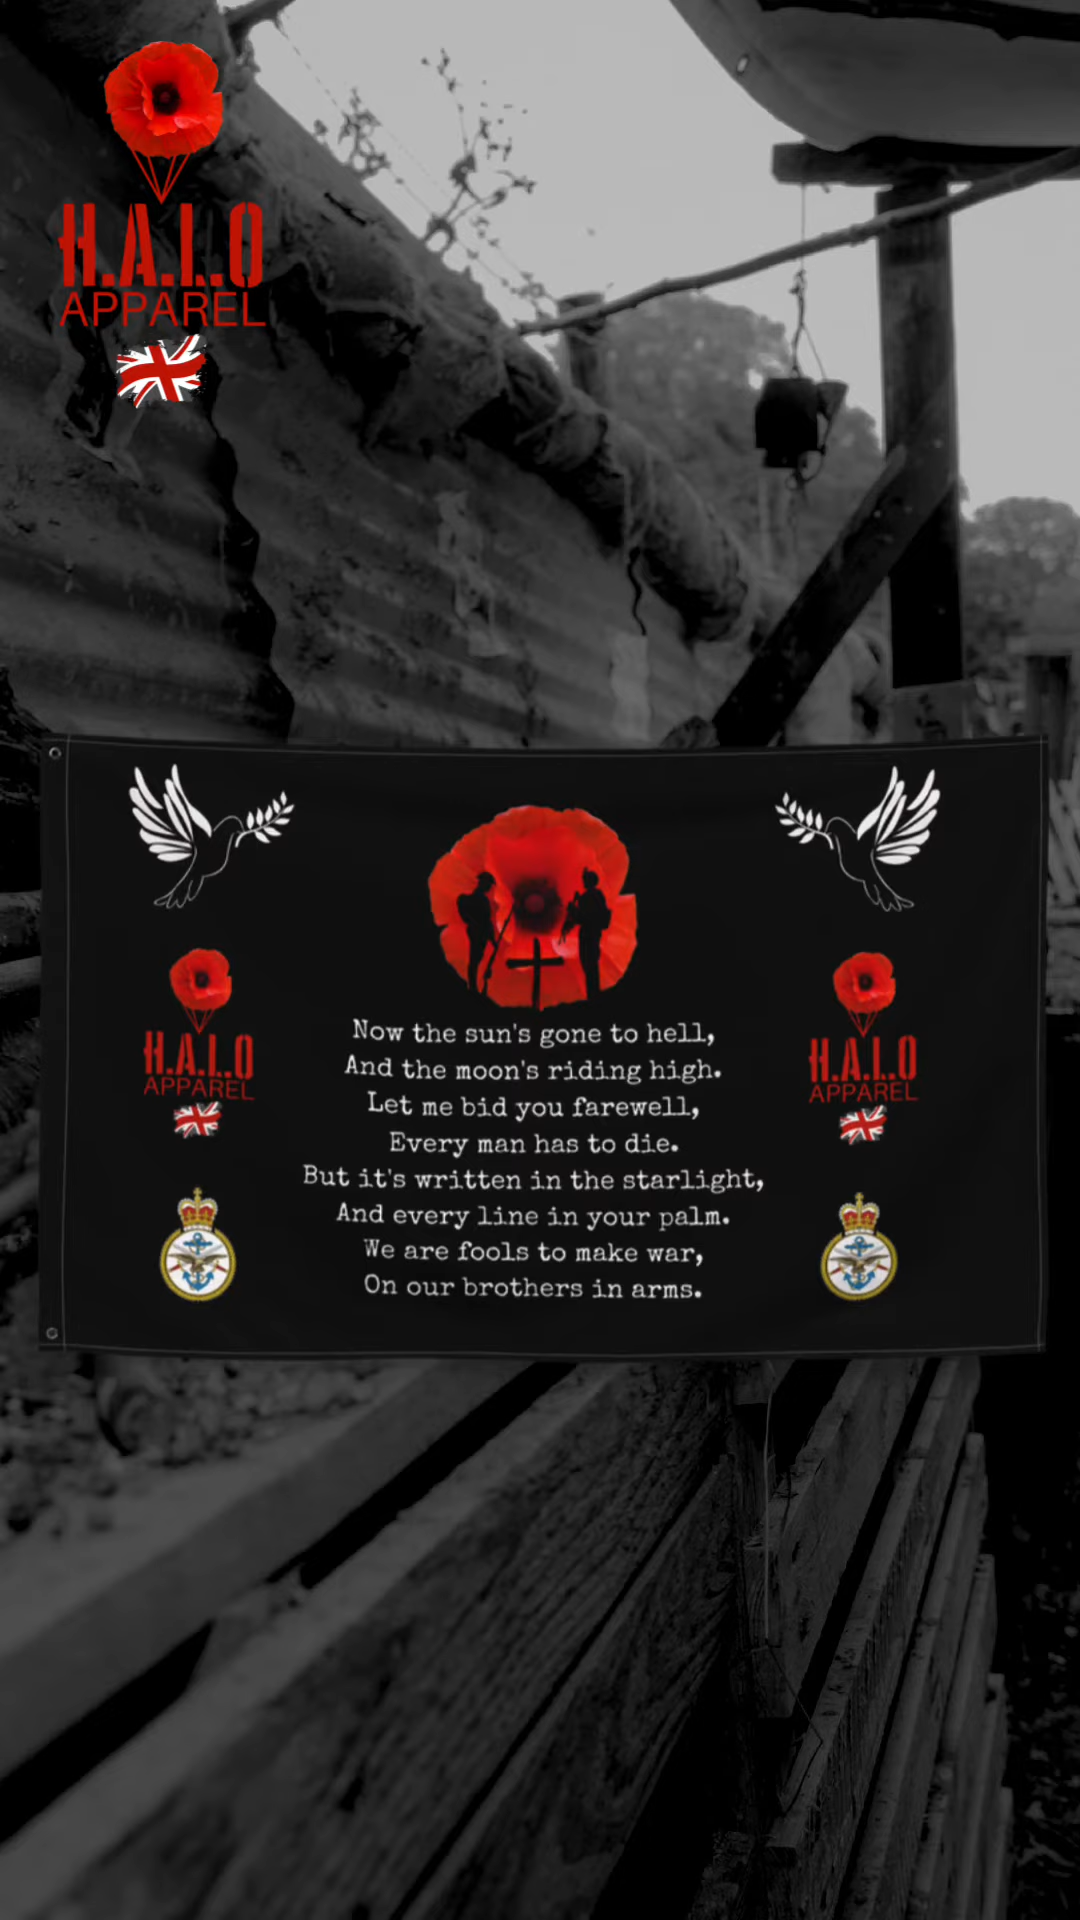 H.A.L.O
APPAREL
Now the sun's gone to hell,
And the moon's riding high.
Let me bid you farewell,
Every man has to die.
But it's written in the starlight,
And every line in your palm.
We are fools to make war,
On our brothers in arms.
H.A.L.O
APPAREL
H.A.L.O
APPAREL